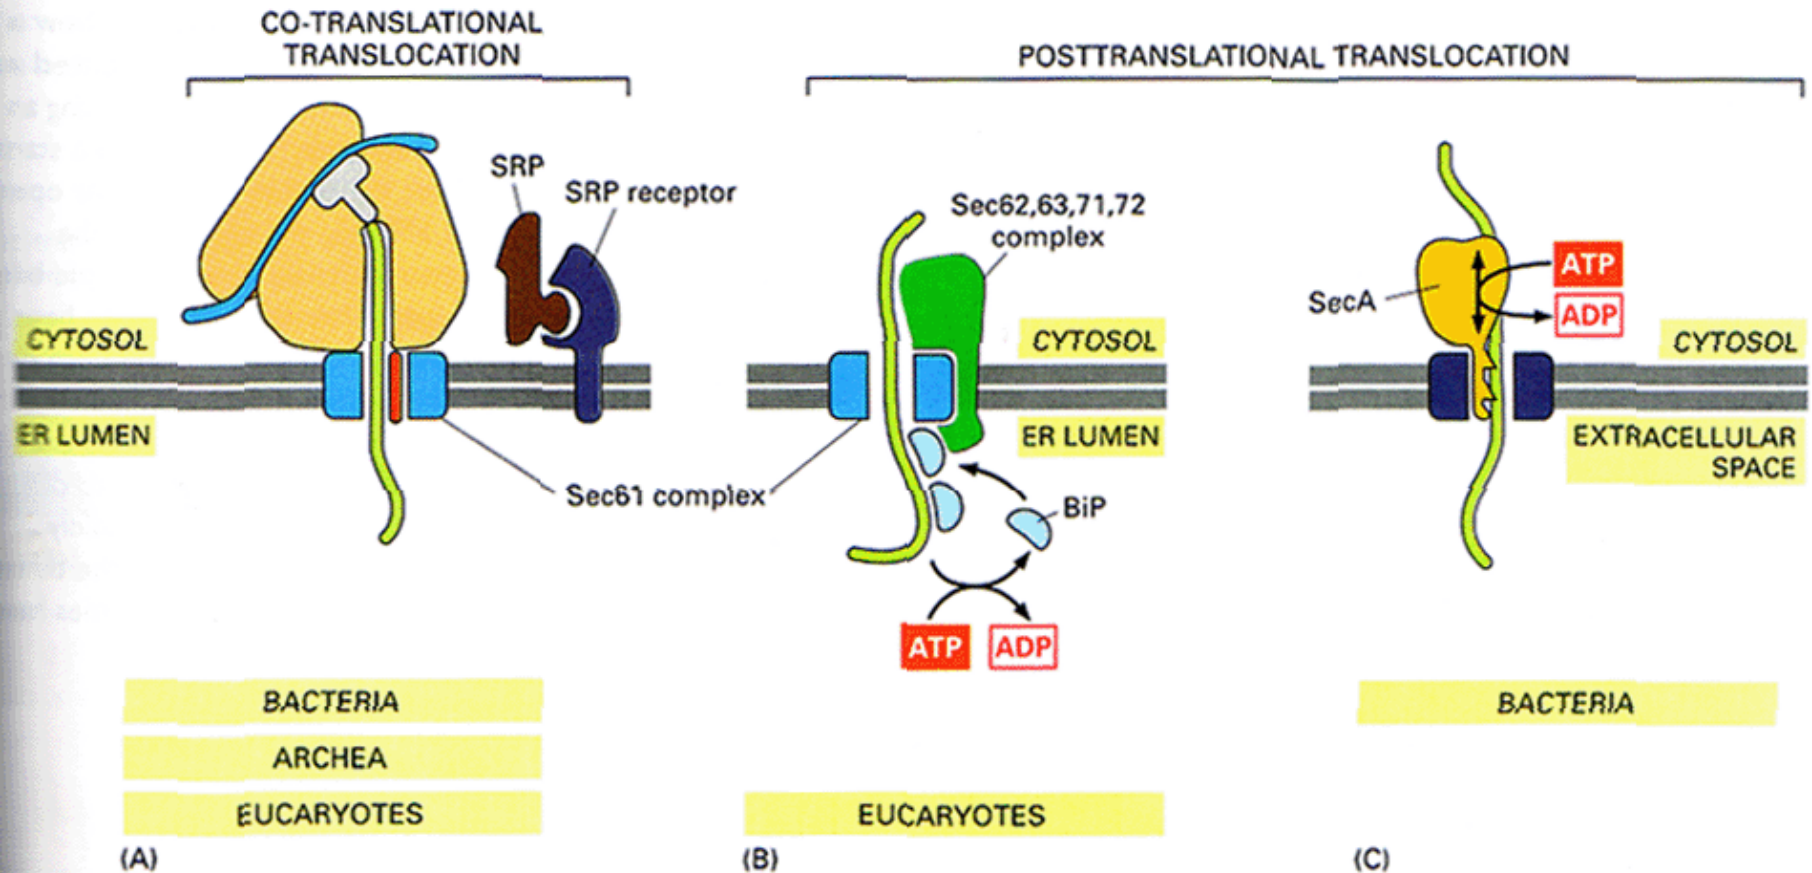 CO-TRANSLATIONAL
TRANSLOCATION
SRP
SRP receptor
CYTOSOL
ER LUMEN
Sec61 complex
BACTERIA
ARCHEA
EUCARYOTES
(A)
POSTTRANSLATIONAL TRANSLOCATION
Sec62,63,71,72
complex
CYTOSOL
ER LUMEN
BiP
ATP
ADP
EUCARYOTES
(B)
SecA
ATP
ADP
CYTOSOL
EXTRACELLULAR
SPACE
BACTERIA
(C)